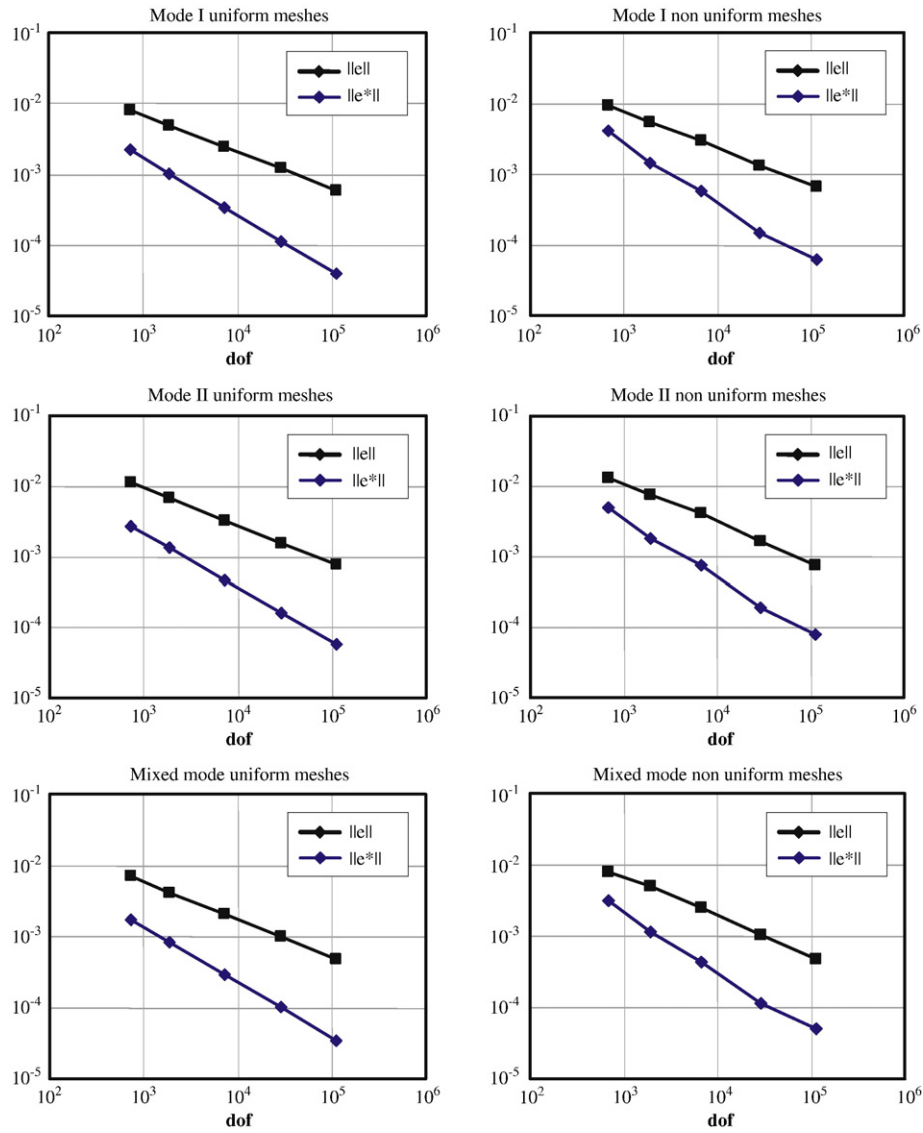 Mode I uniform meshes
10^-1
10^-2
10^-3
10^-4
10^-5
||e||
||e*||
10^2
10^3
10^4
10^5
10^6
dof
Mode I non uniform meshes
10^-1
10^-2
10^-3
10^-4
10^-5
||e||
||e*||
10^2
10^3
10^4
10^5
10^6
dof
Mode II uniform meshes
10^-1
10^-2
10^-3
10^-4
10^-5
||e||
||e*||
10^2
10^3
10^4
10^5
10^6
dof
Mode II non uniform meshes
10^-1
10^-2
10^-3
10^-4
10^-5
||e||
||e*||
10^2
10^3
10^4
10^5
10^6
dof
Mixed mode uniform meshes
10^-1
10^-2
10^-3
10^-4
10^-5
||e||
||e*||
10^2
10^3
10^4
10^5
10^6
dof
Mixed mode non uniform meshes
10^-1
10^-2
10^-3
10^-4
10^-5
||e||
||e*||
10^2
10^3
10^4
10^5
10^6
dof